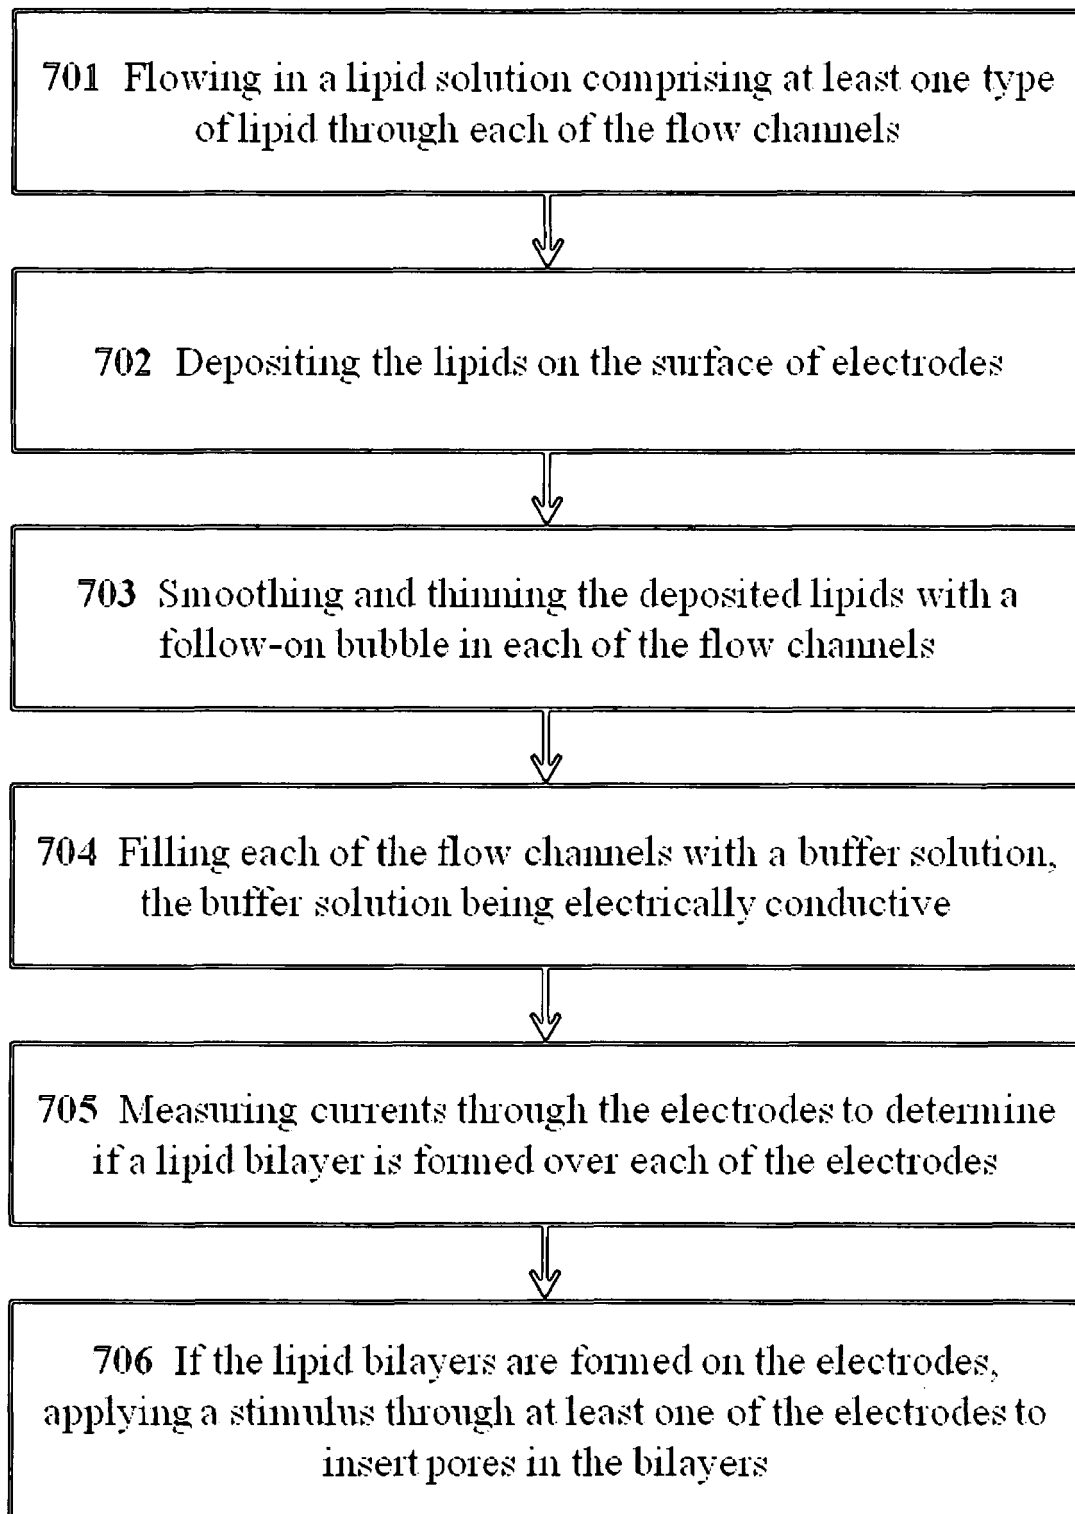 701 Flowing in a lipid solution comprising at least one type
of lipid through each of the flow channels
702 Depositing the lipids on the surface of electrodes
703 Smoothing and thinning the deposited lipids with a
follow-on bubble in each of the flow channels
704 Filling each of the flow channels with a buffer solution,
the buffer solution being electrically conductive
705 Measuring currents through the electrodes to determine
if a lipid bilayer is formed over each of the electrodes
706 If the lipid bilayers are formed on the electrodes,
applying a stimulus through at least one of the electrodes to
insert pores in the bilayers